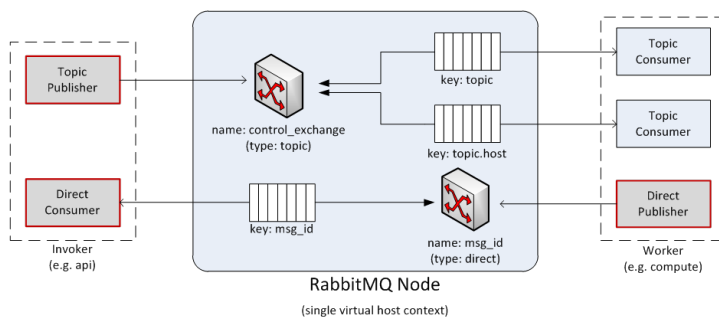 Topic
Publisher
name: control_exchange
(type: topic)
key: topic
Topic
Consumer
key: topic.host
Topic
Consumer
Direct
Consumer
key: msg_id
name: msg_id
(type: direct)
Direct
Publisher
Invoker
(e.g. api)
Worker
(e.g. compute)
RabbitMQ Node
(single virtual host context)